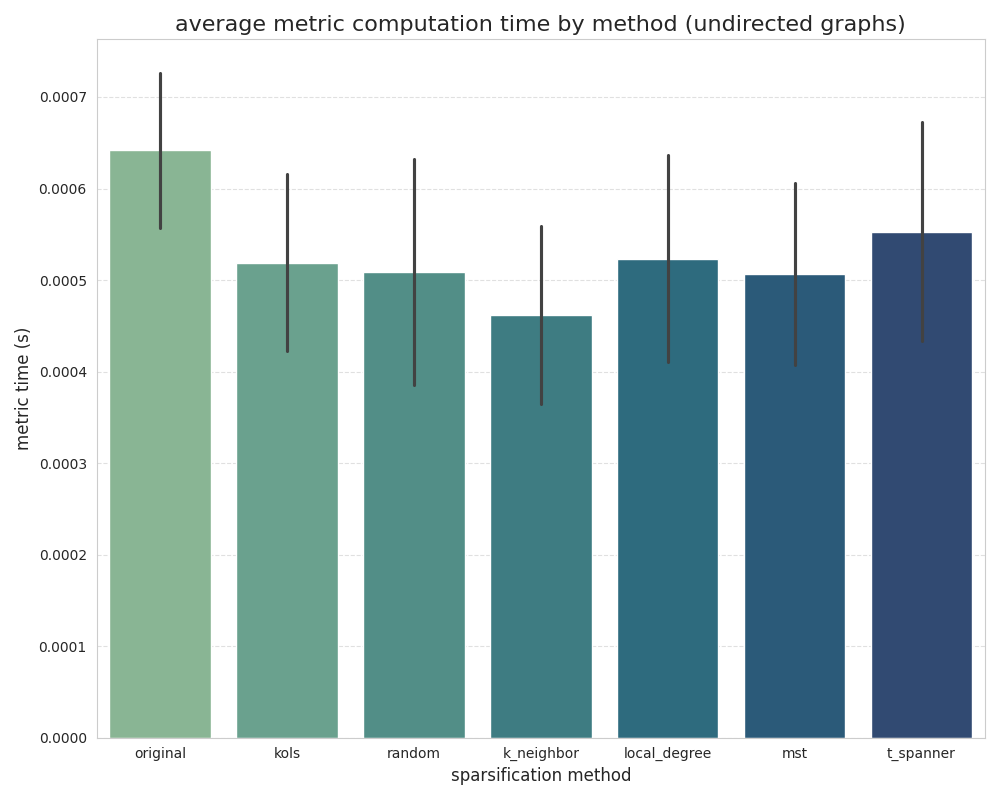 average metric computation time by method (undirected graphs)
metric time (s)
0.0007
0.0006
0.0005
0.0004
0.0003
0.0002
0.0001
0.0000
original kols random k_neighbor local_degree mst t_spanner
sparsification method